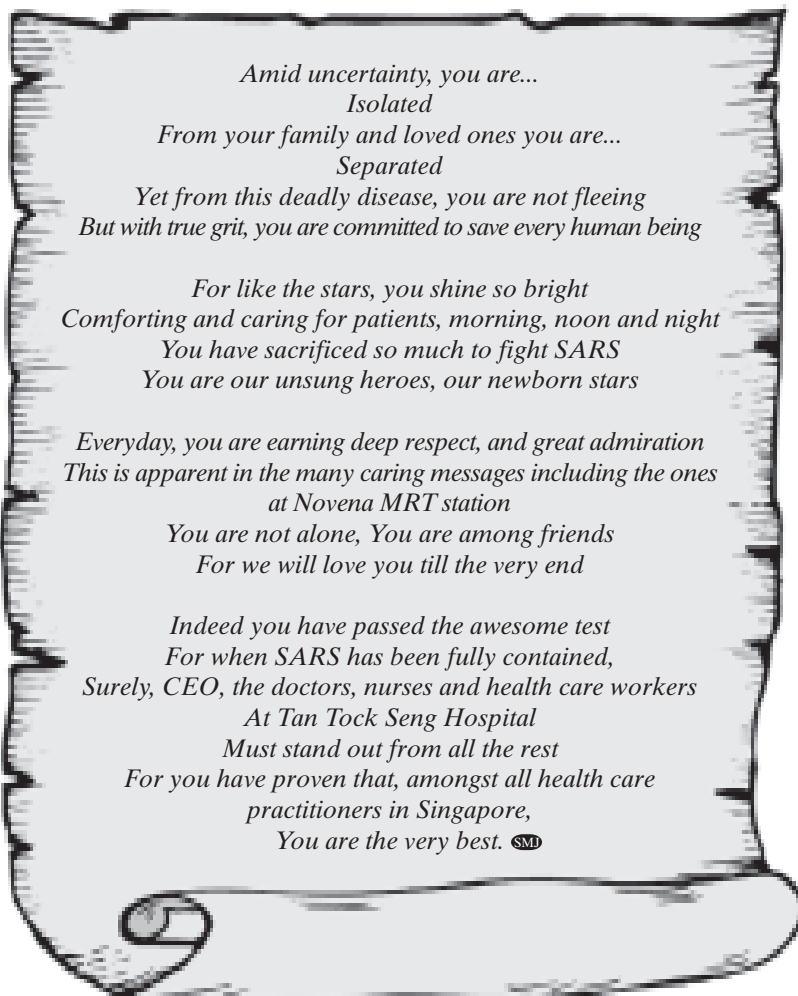 Amid uncertainty, you are...
Isolated
From your family and loved ones you are...
Separated
Yet from this deadly disease, you are not fleeing
But with true grit, you are committed to save every human being
For like the stars, you shine so bright
Comforting and caring for patients, morning, noon and night
You have sacrificed so much to fight SARS
You are our unsung heroes, our newborn stars
Everyday, you are earning deep respect, and great admiration
This is apparent in the many caring messages including the ones
at Novena MRT station
You are not alone, You are among friends
For we will love you till the very end
Indeed you have passed the awesome test
For when SARS has been fully contained,
Surely, CEO, the doctors, nurses and health care workers
At Tan Tock Seng Hospital
Must stand out from all the rest
For you have proven that, amongst all health care
practitioners in Singapore,
You are the very best. SMJ